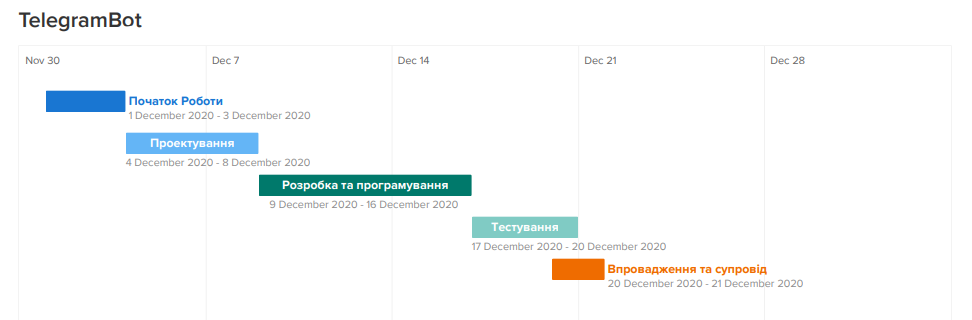 TelegramBot
Nov 30 Dec 7 Dec 14 Dec 21 Dec 28
Початок Роботи
1 December 2020 - 3 December 2020
Проектування
4 December 2020 - 8 December 2020
Розробка та програмування
9 December 2020 - 16 December 2020
Тестування
17 December 2020 - 20 December 2020
Впровадження та супровід
20 December 2020 - 21 December 2020